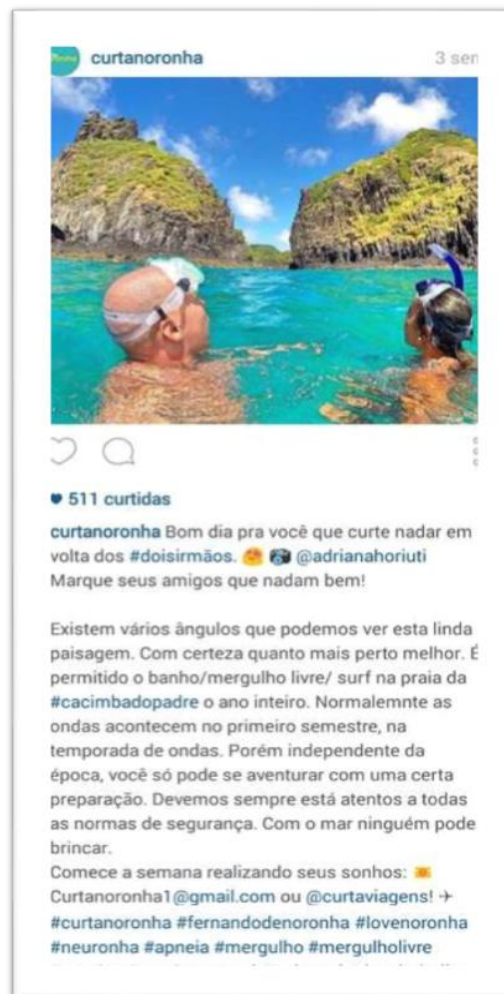 curtanoronha 3 sem
511 curtidas
curtanoronha Bom dia pra você que curte nadar em
volta dos #doisirmãos. 😍 📷 @adrianahoriuti
Marque seus amigos que nadam bem!
Existem vários ângulos que podemos ver esta linda
paisagem. Com certeza quanto mais perto melhor. É
permitido o banho/mergulho livre/ surf na praia da
#cacimbadopadre o ano inteiro. Normalemnte as
ondas acontecem no primeiro semestre, na
temporada de ondas. Porém independente da
época, você só pode se aventurar com uma certa
preparação. Devemos sempre está atentos a todas
as normas de segurança. Com o mar ninguém pode
brincar.
Comece a semana realizando seus sonhos: 
Curtanoronha1@gmail.com ou @curtaviagens! ✈
#curtanoronha #fernandodenoronha #lovenoronha
#neuronha #apneia #mergulho #mergulholivre